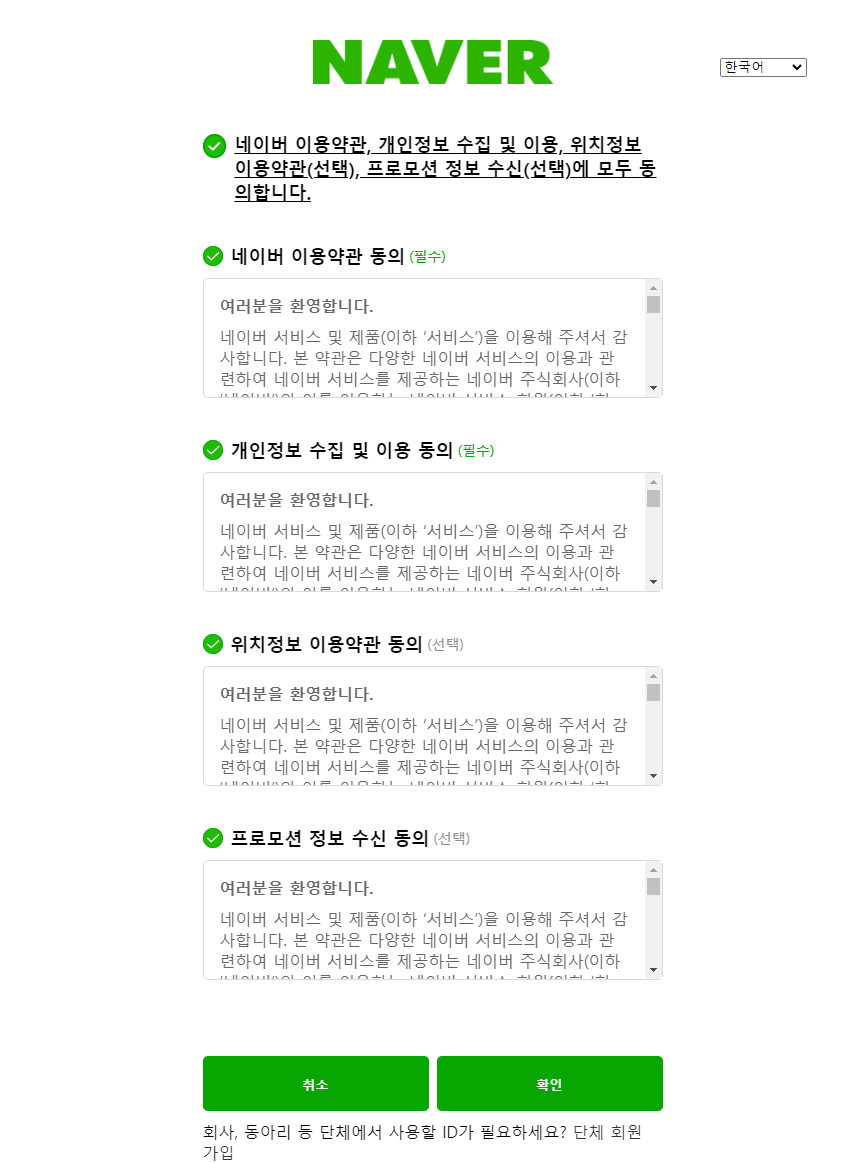 NAVER
한국어
네이버 이용약관, 개인정보 수집 및 이용, 위치정보
이용약관(선택), 프로모션 정보 수신(선택)에 모두 동
의합니다.
네이버 이용약관 동의 (필수)
여러분을 환영합니다.
네이버 서비스 및 제품(이하 ‘서비스’)을 이용해 주셔서 감
사합니다. 본 약관은 다양한 네이버 서비스의 이용과 관
련하여 네이버 서비스를 제공하는 네이버 주식회사(이하
개인정보 수집 및 이용 동의 (필수)
여러분을 환영합니다.
네이버 서비스 및 제품(이하 ‘서비스’)을 이용해 주셔서 감
사합니다. 본 약관은 다양한 네이버 서비스의 이용과 관
련하여 네이버 서비스를 제공하는 네이버 주식회사(이하
위치정보 이용약관 동의 (선택)
여러분을 환영합니다.
네이버 서비스 및 제품(이하 ‘서비스’)을 이용해 주셔서 감
사합니다. 본 약관은 다양한 네이버 서비스의 이용과 관
련하여 네이버 서비스를 제공하는 네이버 주식회사(이하
프로모션 정보 수신 동의 (선택)
여러분을 환영합니다.
네이버 서비스 및 제품(이하 ‘서비스’)을 이용해 주셔서 감
사합니다. 본 약관은 다양한 네이버 서비스의 이용과 관
련하여 네이버 서비스를 제공하는 네이버 주식회사(이하
취소 확인
회사, 동아리 등 단체에서 사용할 ID가 필요하세요? 단체 회원
가입